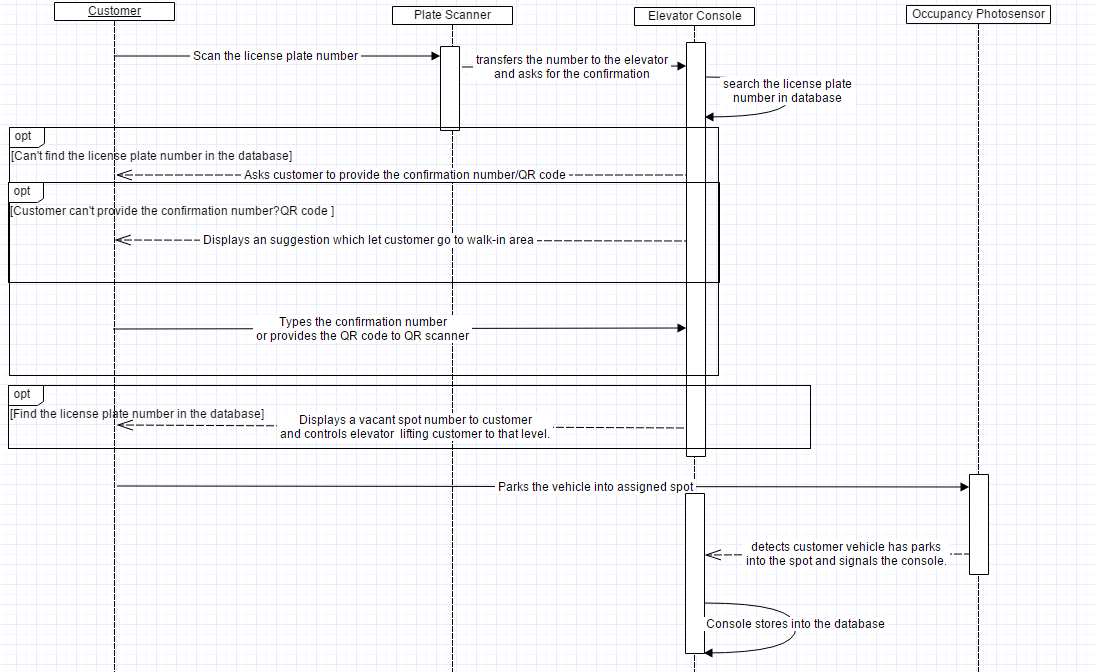 Customer
Plate Scanner
Elevator Console
Occupancy Photosensor
Scan the license plate number
transfers the number to the elevator
and asks for the confirmation
search the license plate
number in database
opt
[Can't find the license plate number in the database]
Asks customer to provide the confirmation number/QR code
opt
[Customer can't provide the confirmation number?QR code ]
Displays an suggestion which let customer go to walk-in area
Types the confirmation number
or provides the QR code to QR scanner
opt
[Find the license plate number in the database]
Displays a vacant spot number to customer
and controls elevator lifting customer to that level.
Parks the vehicle into assigned spot
detects customer vehicle has parks
into the spot and signals the console.
Console stores into the database